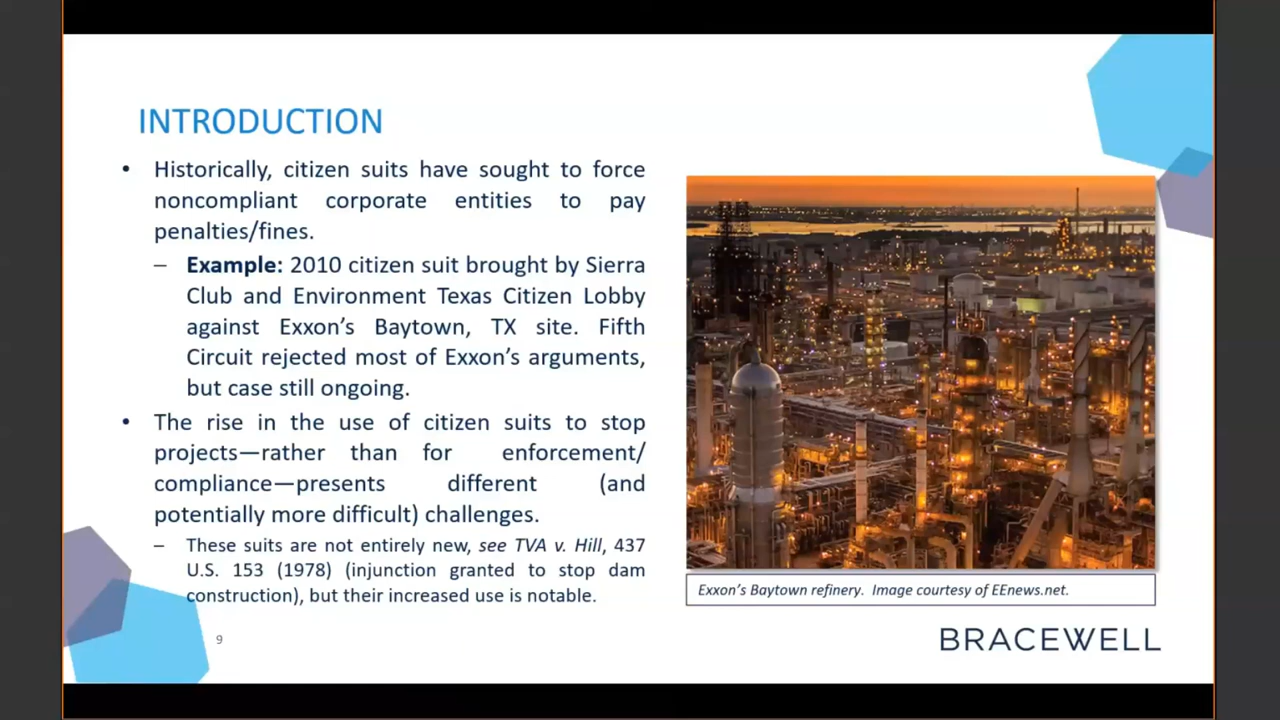 INTRODUCTION
• Historically, citizen suits have sought to force
noncompliant corporate entities to pay
penalties/fines.
– Example: 2010 citizen suit brought by Sierra
Club and Environment Texas Citizen Lobby
against Exxon's Baytown, TX site. Fifth
Circuit rejected most of Exxon's arguments,
but case still ongoing.
• The rise in the use of citizen suits to stop
projects—rather than for enforcement/
compliance—presents different (and
potentially more difficult) challenges.
– These suits are not entirely new, see TVA v. Hill, 437
U.S. 153 (1978) (injunction granted to stop dam
construction), but their increased use is notable.
Exxon's Baytown refinery. Image courtesy of EEnews.net.
9
BRACEWELL